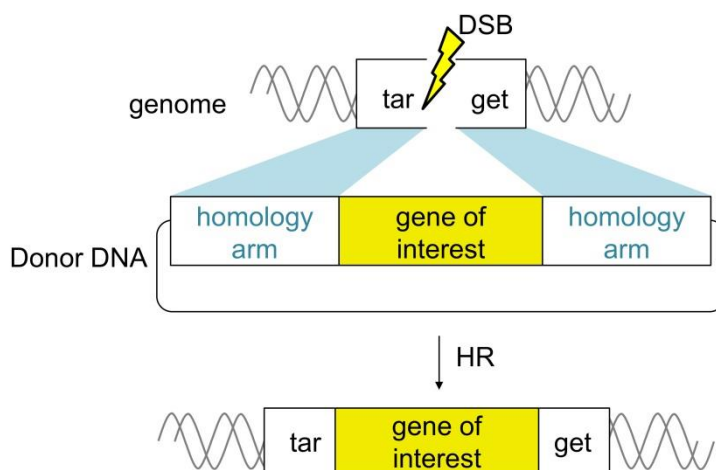 DSB
genome
tar
get
homology
arm
gene of
interest
homology
arm
Donor DNA
HR
tar
gene of
interest
get